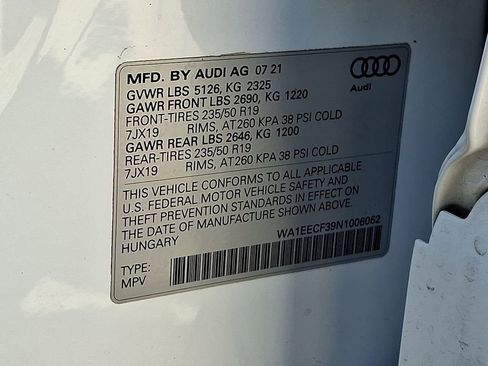 MFD. BY AUDI AG 07 21
GVWR LBS 5126, KG 2325
GAWR FRONT LBS 2690, KG 1220
FRONT-TIRES 235/50 R19
7JX19 RIMS, AT260 KPA 38 PSI COLD
GAWR REAR LBS 2646, KG 1200
REAR-TIRES 235/50 R19
7JX19 RIMS, AT260 KPA 38 PSI COLD
Audi
THIS VEHICLE CONFORMS TO ALL APPLICABLE
U.S. FEDERAL MOTOR VEHICLE SAFETY AND
THEFT PREVENTION STANDARDS IN EFFECT ON
THE DATE OF MANUFACTURE SHOWN ABOVE.
HUNGARY
WA1EECF39N1006062
TYPE:
MPV